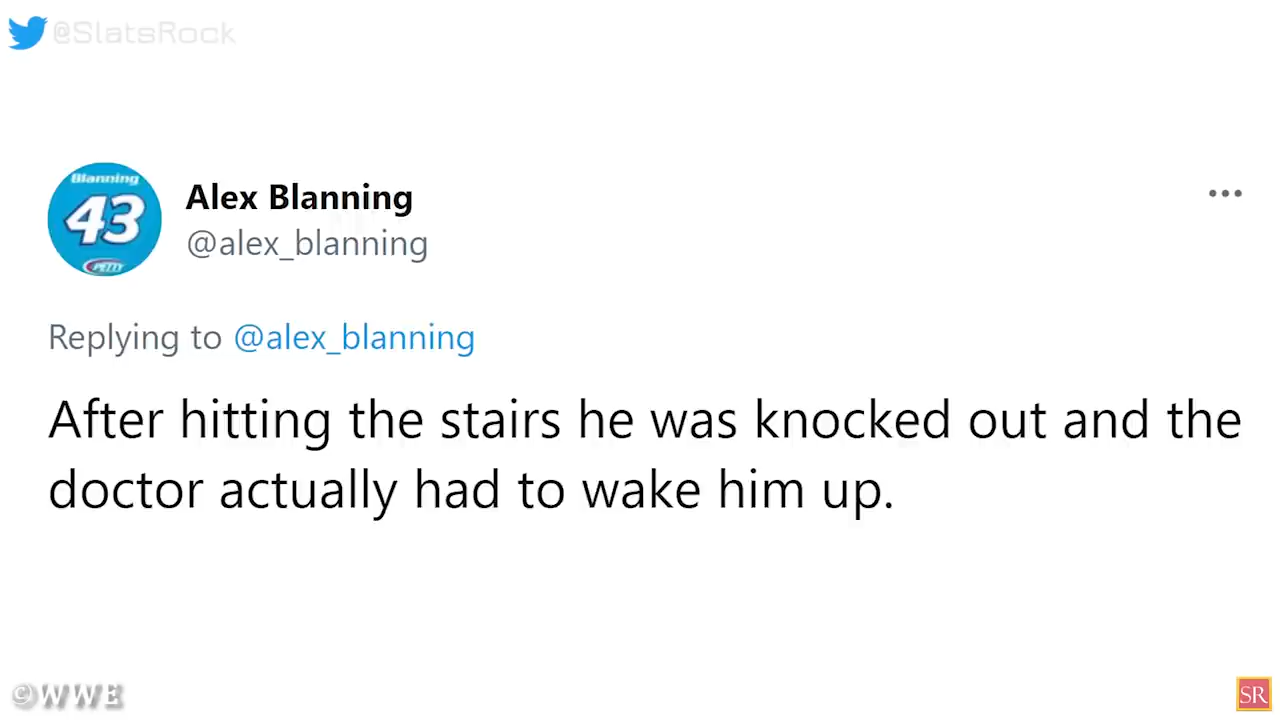 @SlatsRock
Blanning
43
PETTY
Alex Blanning
@alex_blanning
Replying to @alex_blanning
After hitting the stairs he was knocked out and the
doctor actually had to wake him up.
©WWE
SR